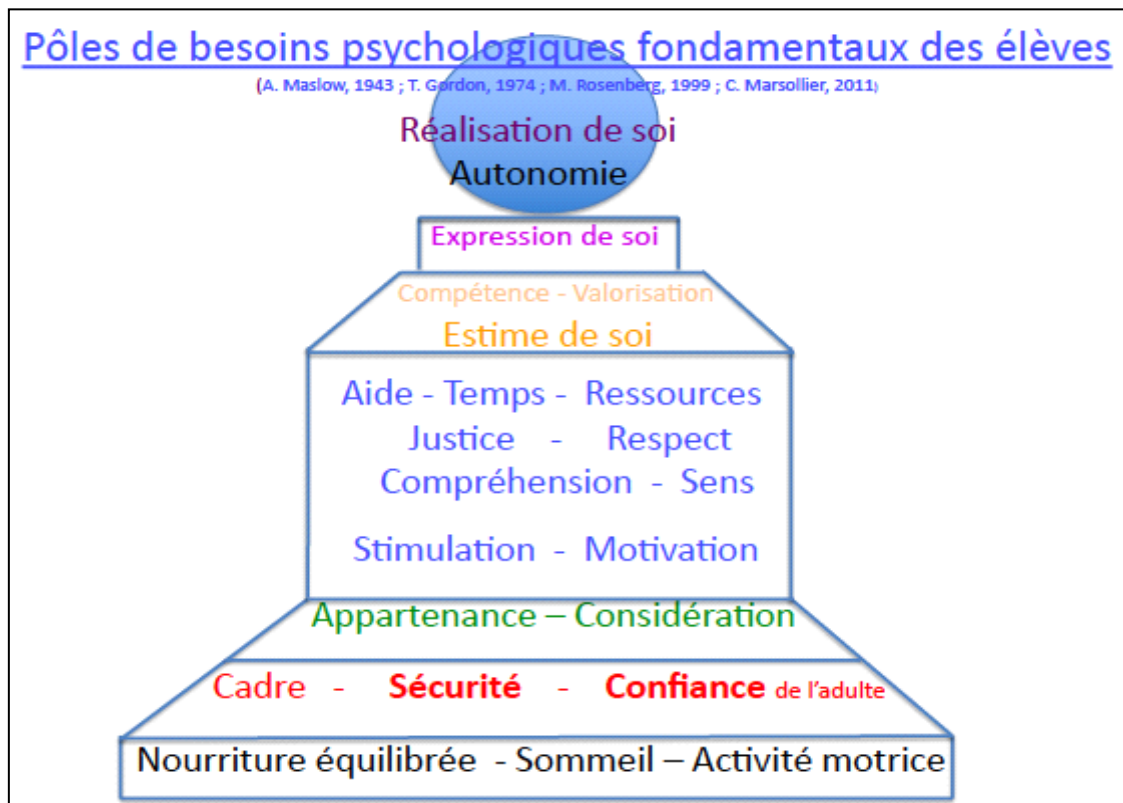 Pôles de besoins psychologiques fondamentaux des élèves
(A. Maslow, 1943 ; T. Gordon, 1974 ; M. Rosenberg, 1999 ; C. Marsollier, 2011)
Réalisation de soi
Autonomie
Expression de soi
Compétence - Valorisation
Estime de soi
Aide - Temps - Ressources
Justice - Respect
Compréhension - Sens
Stimulation - Motivation
Appartenance – Considération
Cadre - Sécurité - Confiance de l'adulte
Nourriture équilibrée - Sommeil – Activité motrice